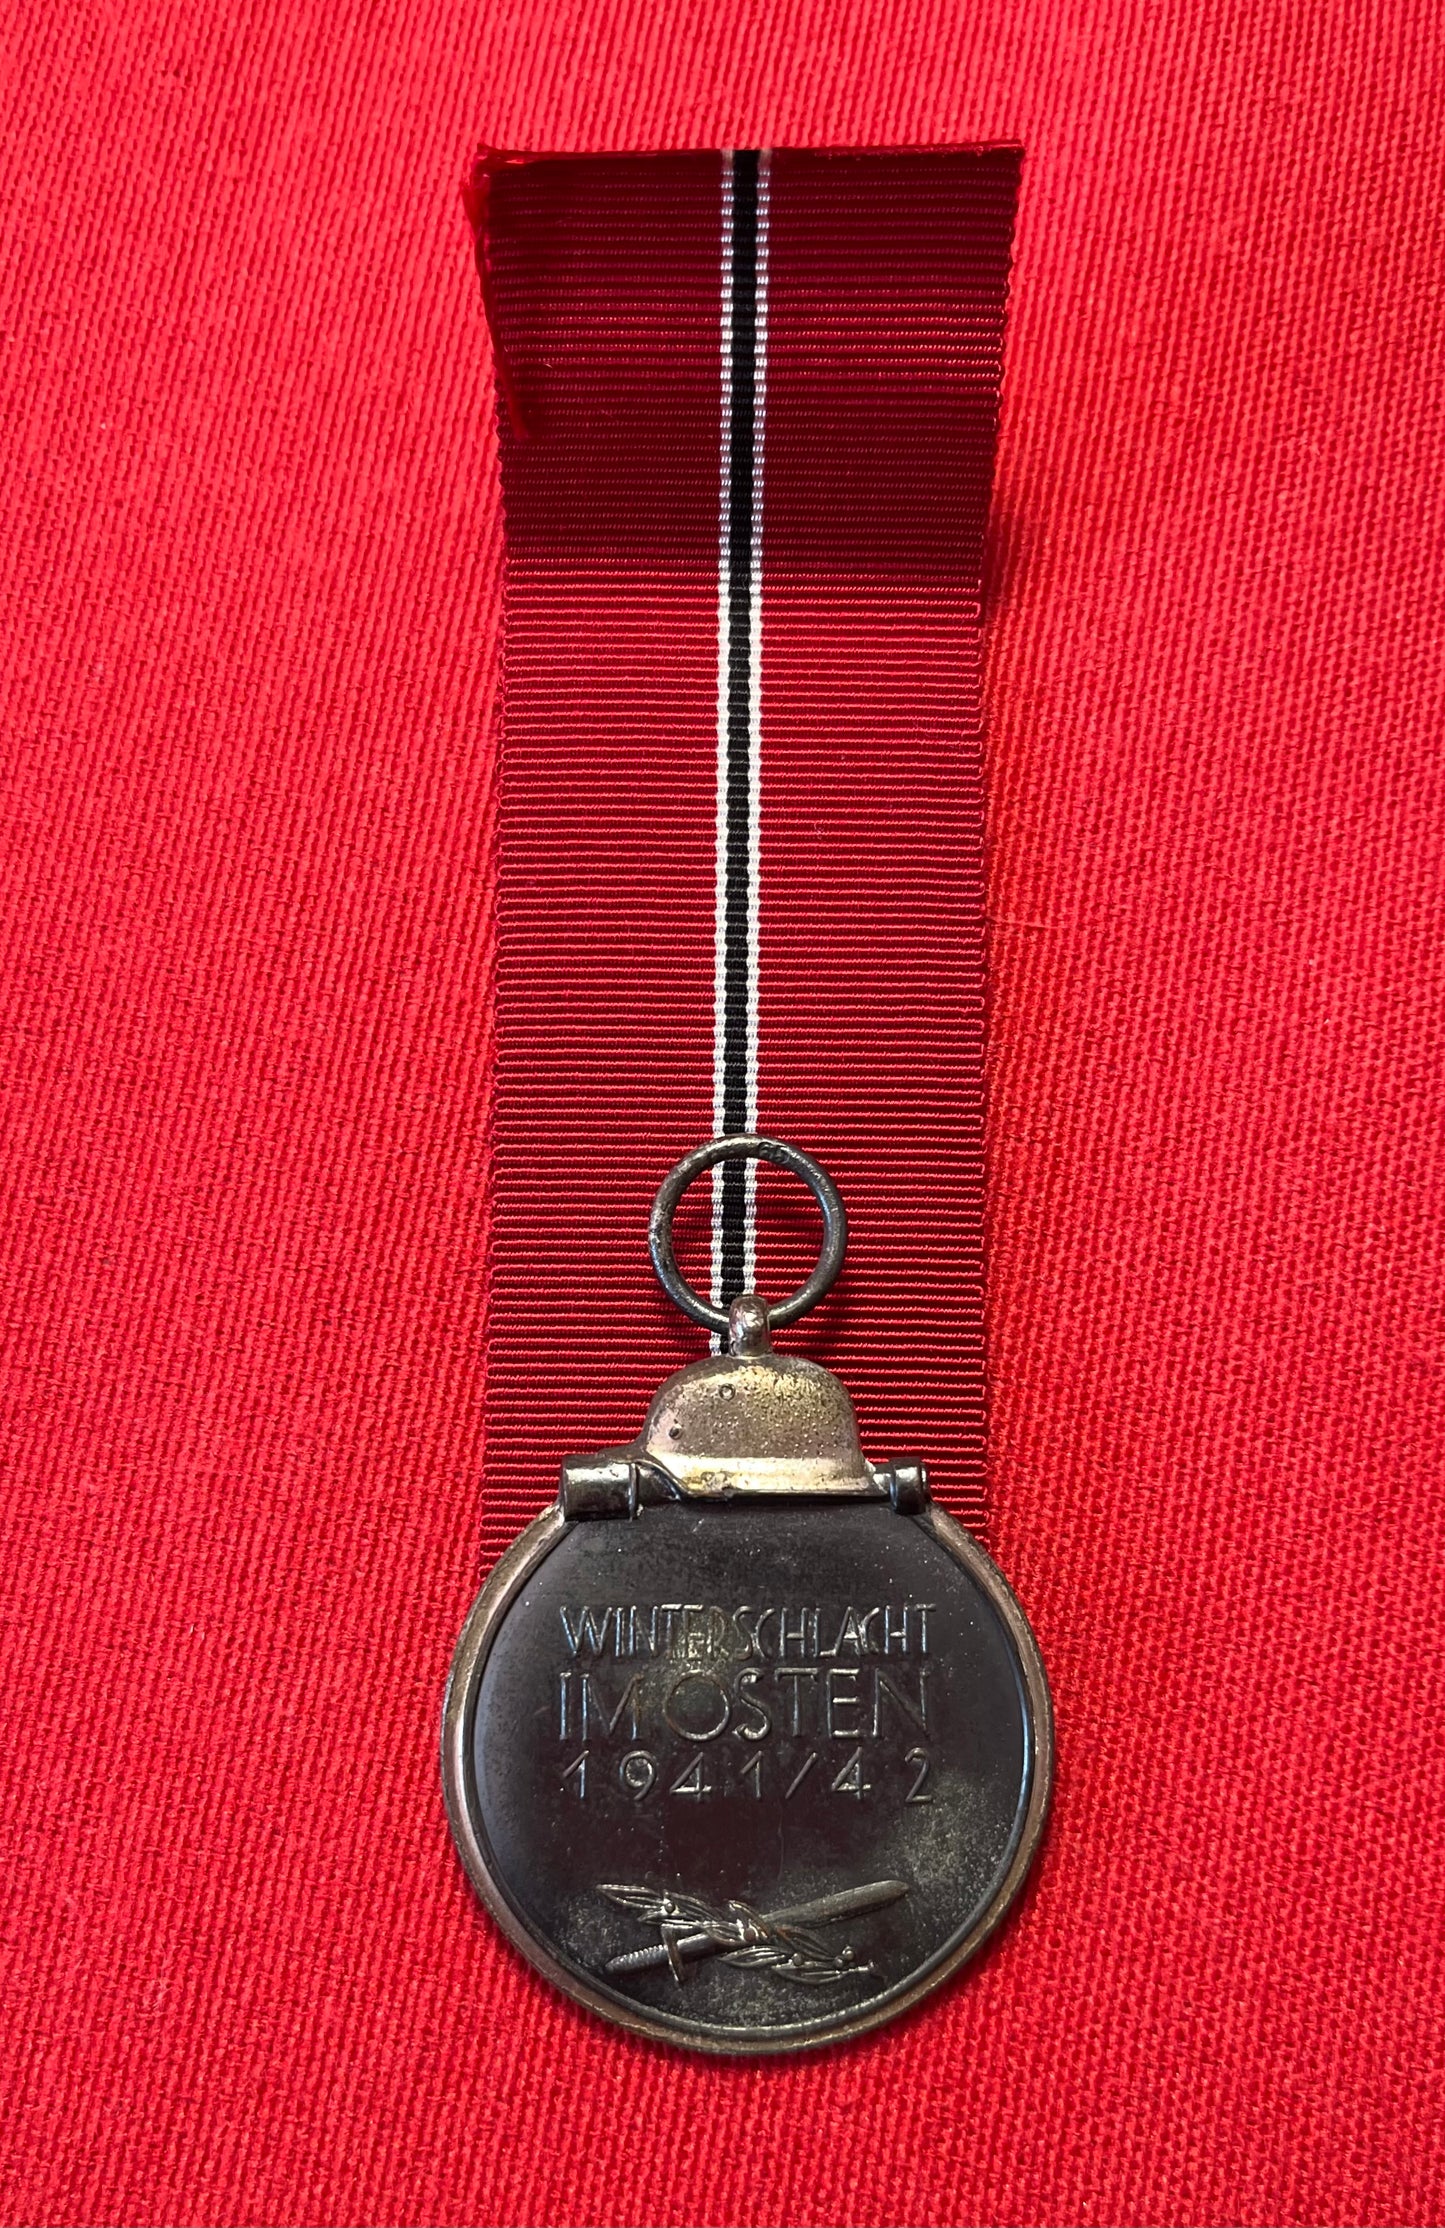 WINTERSCHLACHT
IM OSTEN
1941/42